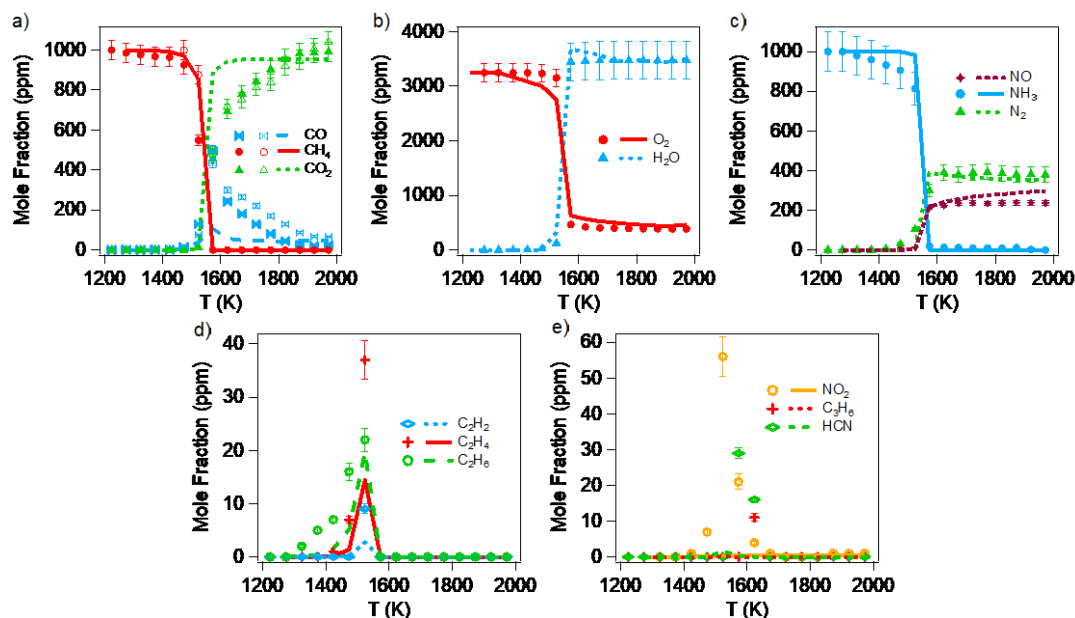 a)
Mole Fraction (ppm)
1000
800
600
400
200
0
1200 1400 1600 1800 2000
T (K)
CO
CH4
CO2
b)
Mole Fraction (ppm)
4000
3200
2400
1600
800
0
1200 1400 1600 1800 2000
T (K)
O2
H2O
c)
Mole Fraction (ppm)
1000
800
600
400
200
0
1200 1400 1600 1800 2000
T (K)
NO
NH3
N2
d)
Mole Fraction (ppm)
40
30
20
10
0
1200 1400 1600 1800 2000
T (K)
C2H2
C2H4
C2H6
e)
Mole Fraction (ppm)
60
50
40
30
20
10
0
1200 1400 1600 1800 2000
T (K)
NO2
C3H6
HCN